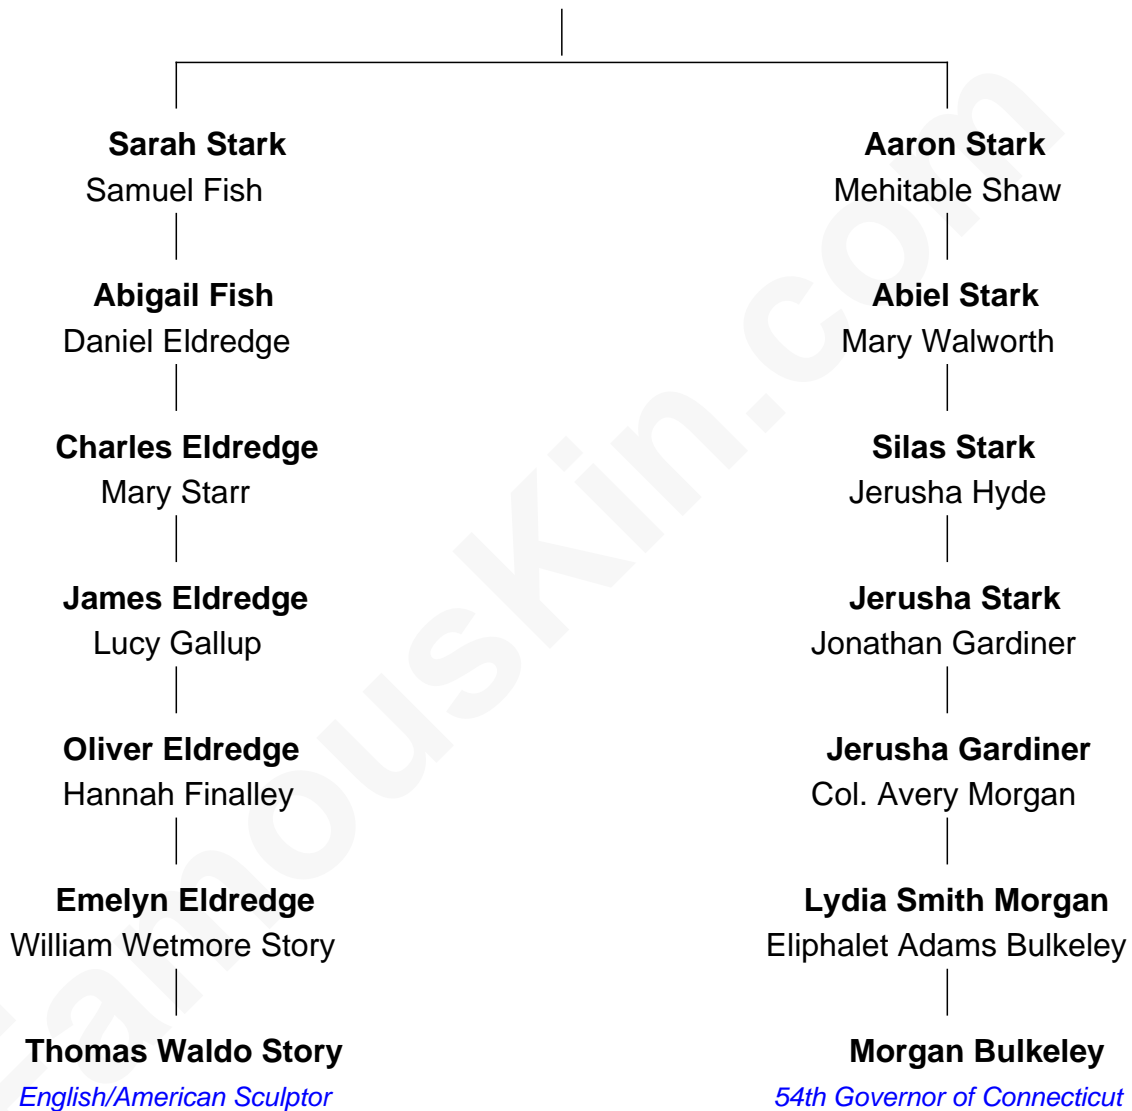 Sarah Stark
Samuel Fish
Abigail Fish
Daniel Eldredge
Charles Eldredge
Mary Starr
James Eldredge
Lucy Gallup
Oliver Eldredge
Hannah Finalley
Emelyn Eldredge
William Wetmore Story
Thomas Waldo Story
English/American Sculptor
Aaron Stark
Mehitable Shaw
Abiel Stark
Mary Walworth
Silas Stark
Jerusha Hyde
Jerusha Stark
Jonathan Gardiner
Jerusha Gardiner
Col. Avery Morgan
Lydia Smith Morgan
Eliphalet Adams Bulkeley
Morgan Bulkeley
54th Governor of Connecticut
FamousKin.com